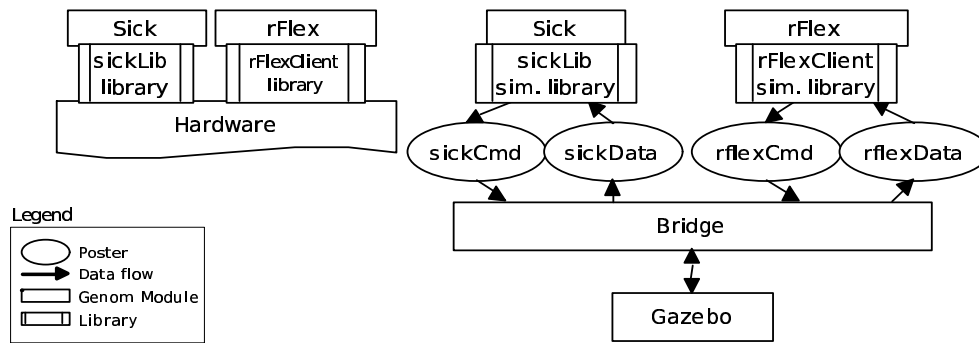 Sick
rFlex
sickLib
library
rFlexClient
library
Hardware
Sick
rFlex
sickLib
sim. library
rFlexClient
sim. library
sickCmd
sickData
rflexCmd
rflexData
Bridge
Gazebo
Legend
Poster
Data flow
Genom Module
Library